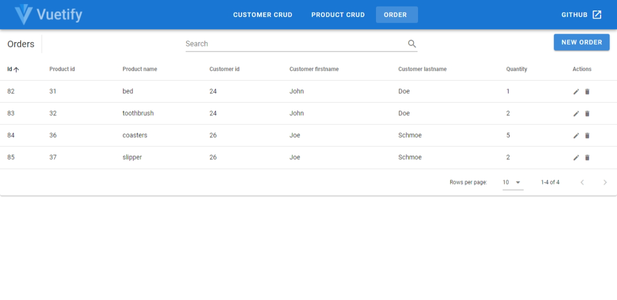 Vuetify CUSTOMER CRUD PRODUCT CRUD ORDER GITHUB
Orders Search NEW ORDER
Id Product id Product name Customer id Customer firstname Customer lastname Quantity Actions
82 31 bed 24 John Doe 1
83 32 toothbrush 24 John Doe 2
84 36 coasters 26 Joe Schmoe 5
85 37 slipper 26 Joe Schmoe 2
Rows per page: 10 1-4 of 4